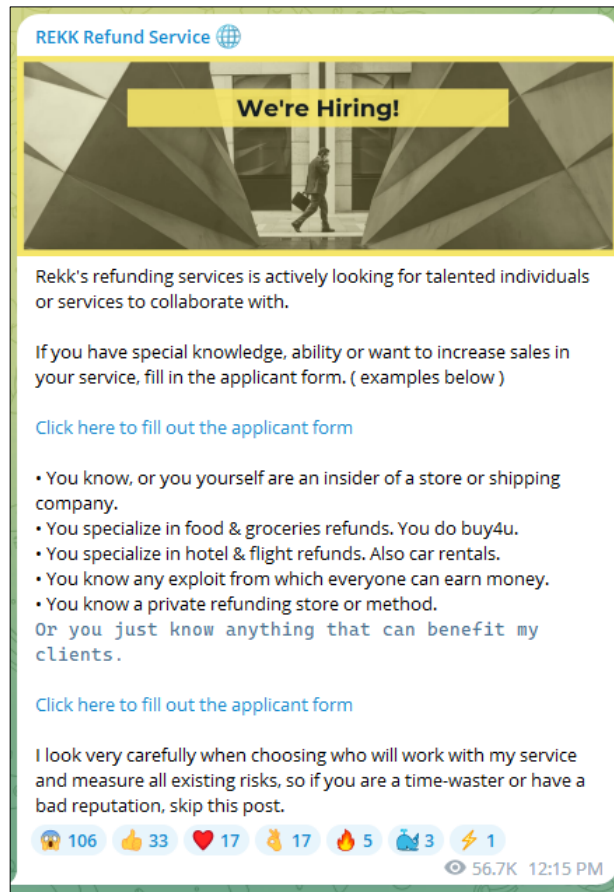 REKK Refund Service 🌐
We're Hiring!
Rekk's refunding services is actively looking for talented individuals
or services to collaborate with.
If you have special knowledge, ability or want to increase sales in
your service, fill in the applicant form. ( examples below )
Click here to fill out the applicant form
• You know, or you yourself are an insider of a store or shipping
company.
• You specialize in food & groceries refunds. You do buy4u.
• You specialize in hotel & flight refunds. Also car rentals.
• You know any exploit from which everyone can earn money.
• You know a private refunding store or method.
Or you just know anything that can benefit my
clients.
Click here to fill out the applicant form
I look very carefully when choosing who will work with my service
and measure all existing risks, so if you are a time-waster or have a
bad reputation, skip this post.
😱 106 👍 33 ❤️ 17 👌 17 🔥 5 🐳 3 ⚡ 1
56.7K 12:15 PM